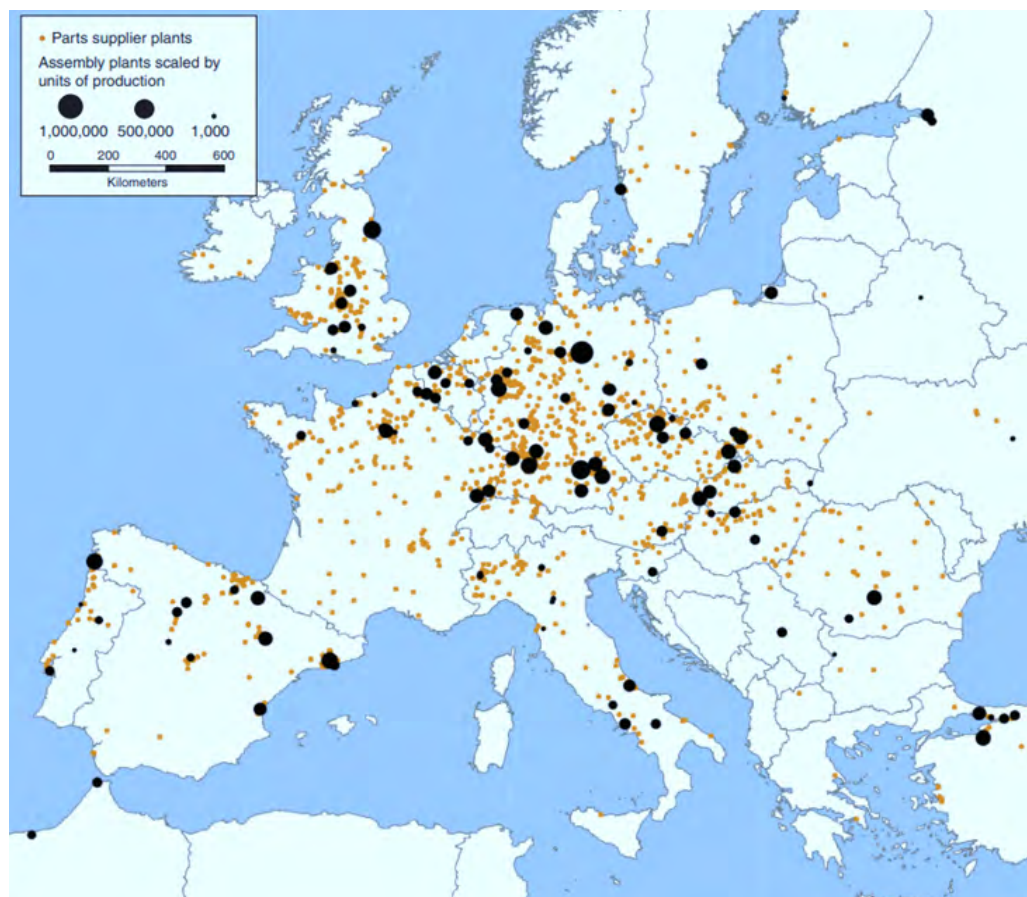 Parts supplier plants
Assembly plants scaled by
units of production
1,000,000 500,000 1,000
0 200 400 600
Kilometers